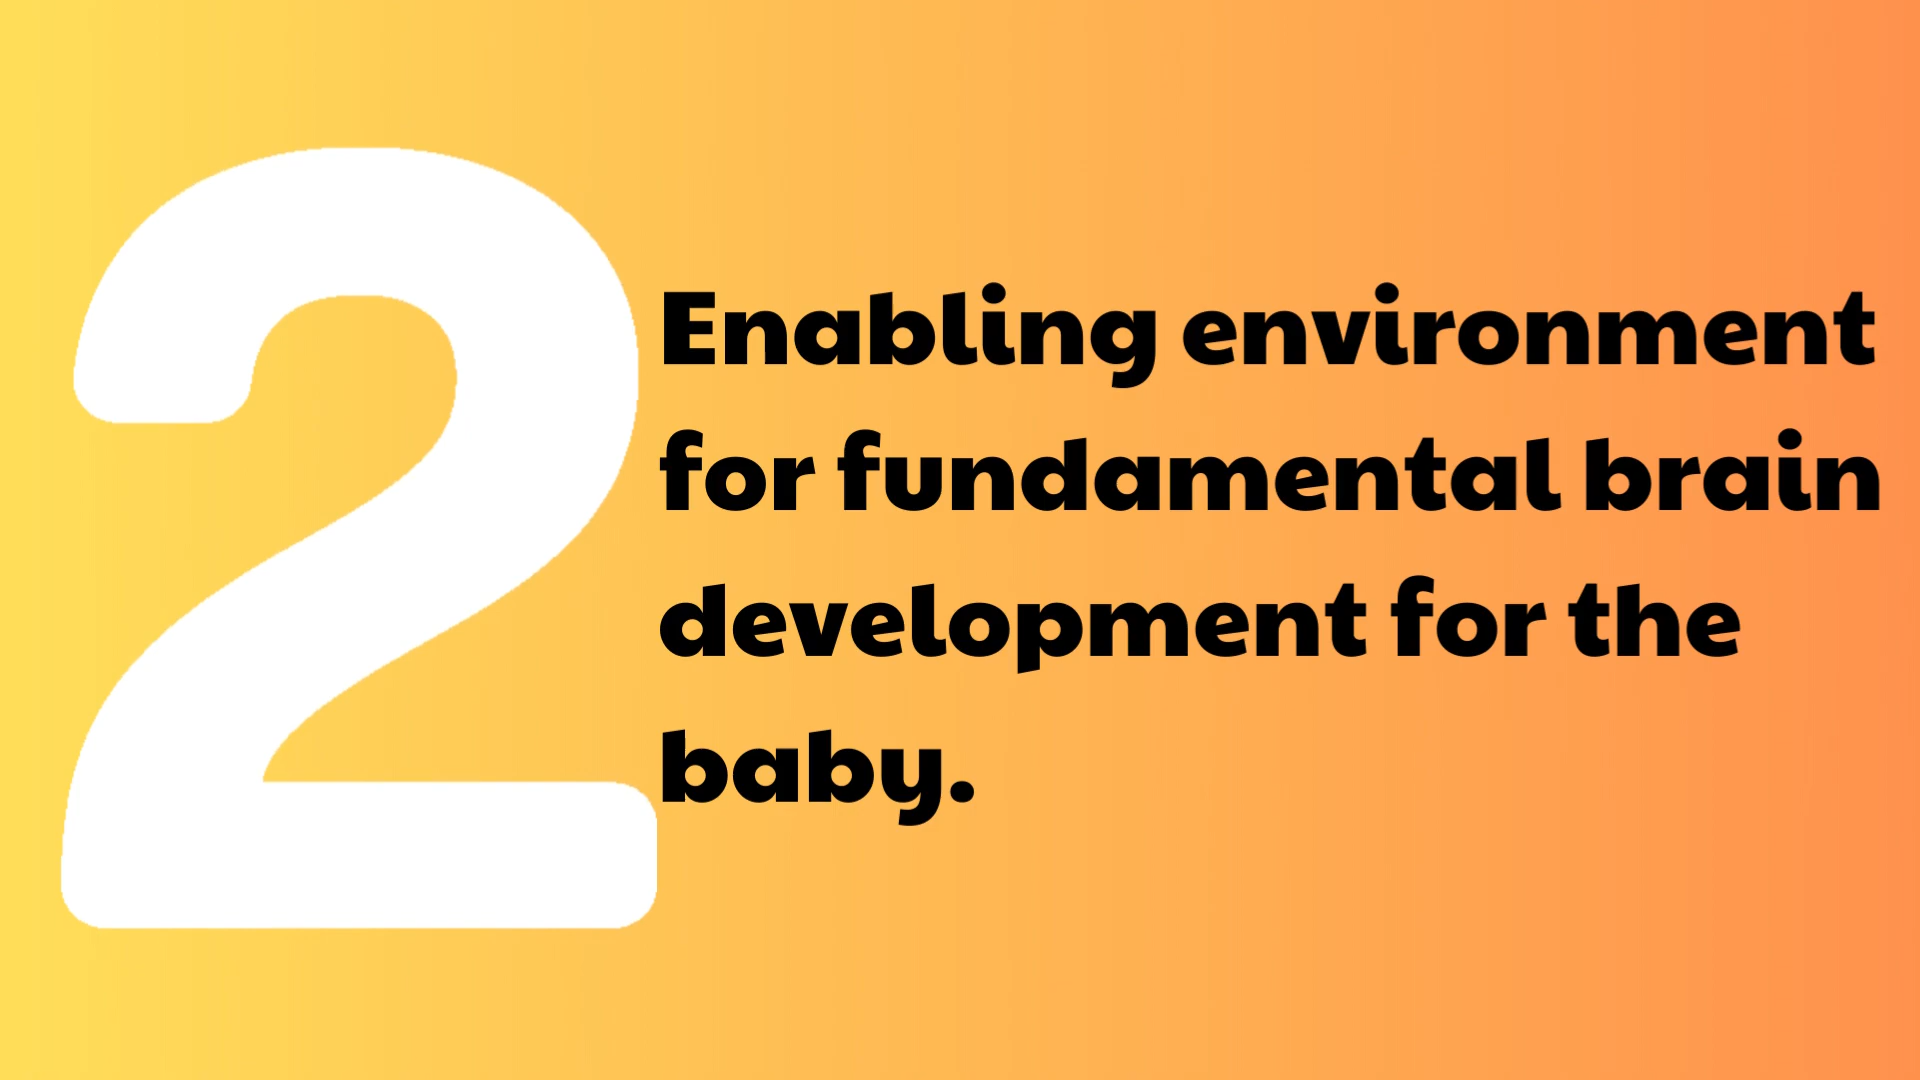 2
Enabling environment
for fundamental brain
development for the
baby.